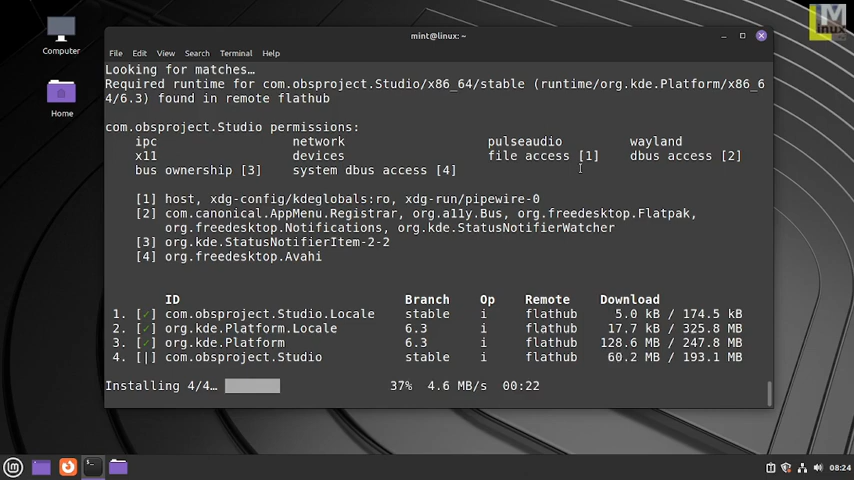 mint@linux: ~
File Edit View Search Terminal Help
Looking for matches…
Required runtime for com.obsproject.Studio/x86_64/stable (runtime/org.kde.Platform/x86_6
4/6.3) found in remote flathub
com.obsproject.Studio permissions:
ipc network pulseaudio wayland
x11 devices file access [1] dbus access [2]
bus ownership [3] system dbus access [4]
[1] host, xdg-config/kdeglobals:ro, xdg-run/pipewire-0
[2] com.canonical.AppMenu.Registrar, org.a11y.Bus, org.freedesktop.Flatpak,
org.freedesktop.Notifications, org.kde.StatusNotifierWatcher
[3] org.kde.StatusNotifierItem-2-2
[4] org.freedesktop.Avahi
ID Branch Op Remote Download
1. [✓] com.obsproject.Studio.Locale stable i flathub 5.0 kB / 174.5 kB
2. [✓] org.kde.Platform.Locale 6.3 i flathub 17.7 kB / 325.8 MB
3. [✓] org.kde.Platform 6.3 i flathub 128.6 MB / 247.8 MB
4. [|] com.obsproject.Studio stable i flathub 60.2 MB / 193.1 MB
Installing 4/4… 37% 4.6 MB/s 00:22
Computer
Home
08:24